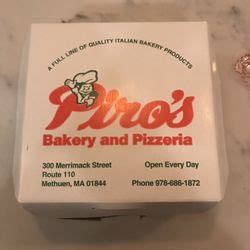 A FULL LINE OF QUALITY ITALIAN BAKERY PRODUCTS
Piro's
Bakery and Pizzeria
300 Merrimack Street
Route 110
Methuen, MA 01844
Open Every Day
Phone 978-686-1872